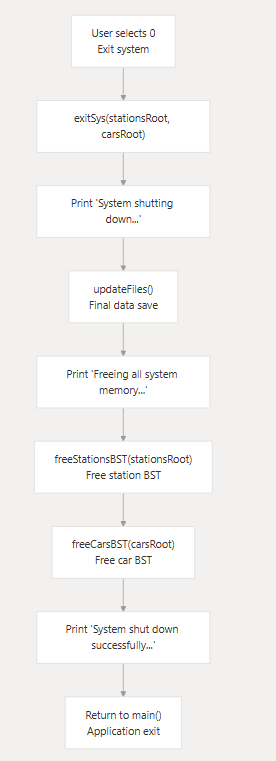 User selects 0
Exit system
exitSys(stationsRoot,
carsRoot)
Print 'System shutting
down...'
updateFiles()
Final data save
Print 'Freeing all system
memory...'
freeStationsBST(stationsRoot)
Free station BST
freeCarsBST(carsRoot)
Free car BST
Print 'System shut down
successfully...'
Return to main()
Application exit